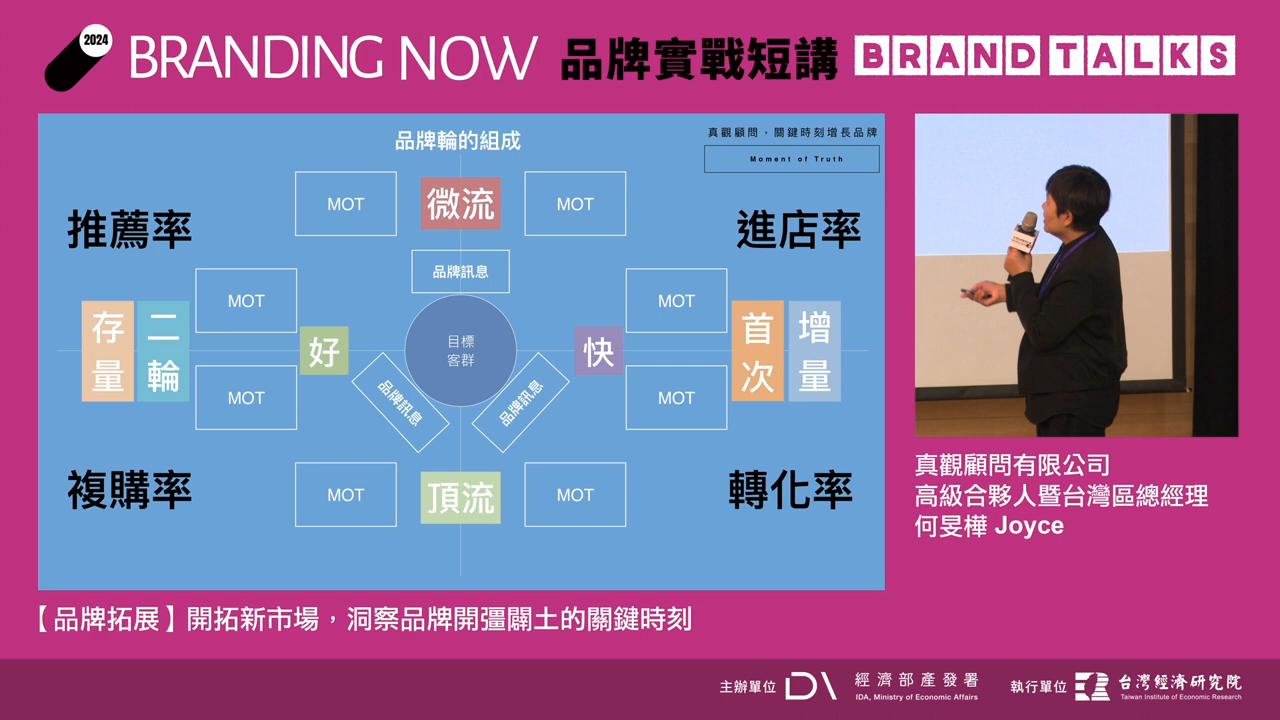 2024
BRANDING NOW 品牌實戰短講 BRAND TALKS
品牌輪的組成
真觀顧問，關鍵時刻增長品牌
Moment of Truth
MOT
微流
MOT
推薦率
進店率
品牌訊息
MOT
MOT
存量
二輪
好
目標
客群
快
首次
增量
MOT
品牌訊息
品牌訊息
MOT
複購率
轉化率
MOT
頂流
MOT
真觀顧問有限公司
高級合夥人暨台灣區總經理
何旻樺 Joyce
【品牌拓展】開拓新市場，洞察品牌開彊闢土的關鍵時刻
主辦單位
經濟部產發署
IDA, Ministry of Economic Affairs
執行單位
台灣經濟研究院
Taiwan Institute of Economic Research